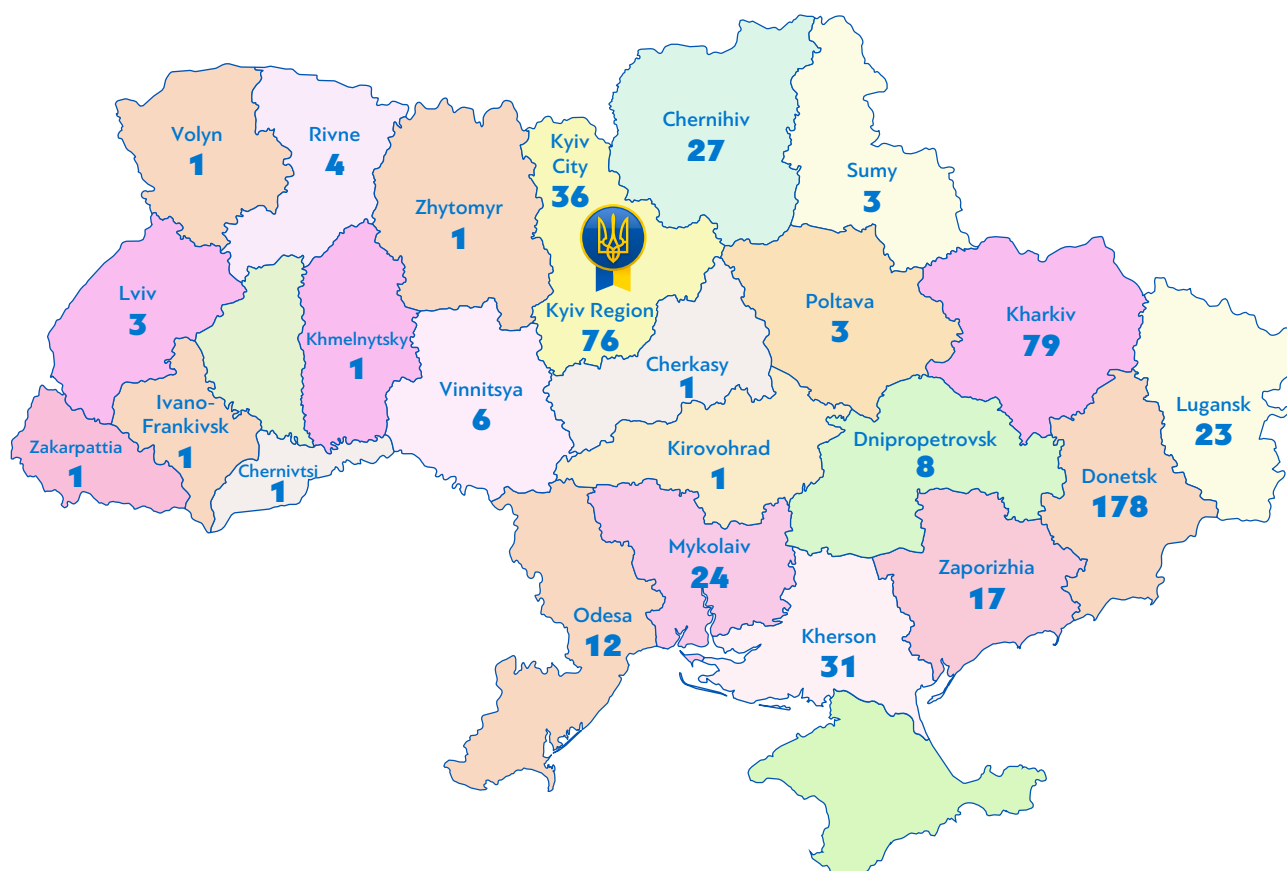 Volyn
1
Rivne
4
Zhytomyr
1
Kyiv
City
36
Chernihiv
27
Sumy
3
Lviv
3
Khmelnytsky
1
Vinnitsya
6
Kyiv Region
76
Cherkasy
1
Poltava
3
Kharkiv
79
Lugansk
23
Zakarpattia
1
Ivano-
Frankivsk
1
Chernivtsi
1
Kirovohrad
1
Dnipropetrovsk
8
Donetsk
178
Odesa
12
Mykolaiv
24
Kherson
31
Zaporizhia
17